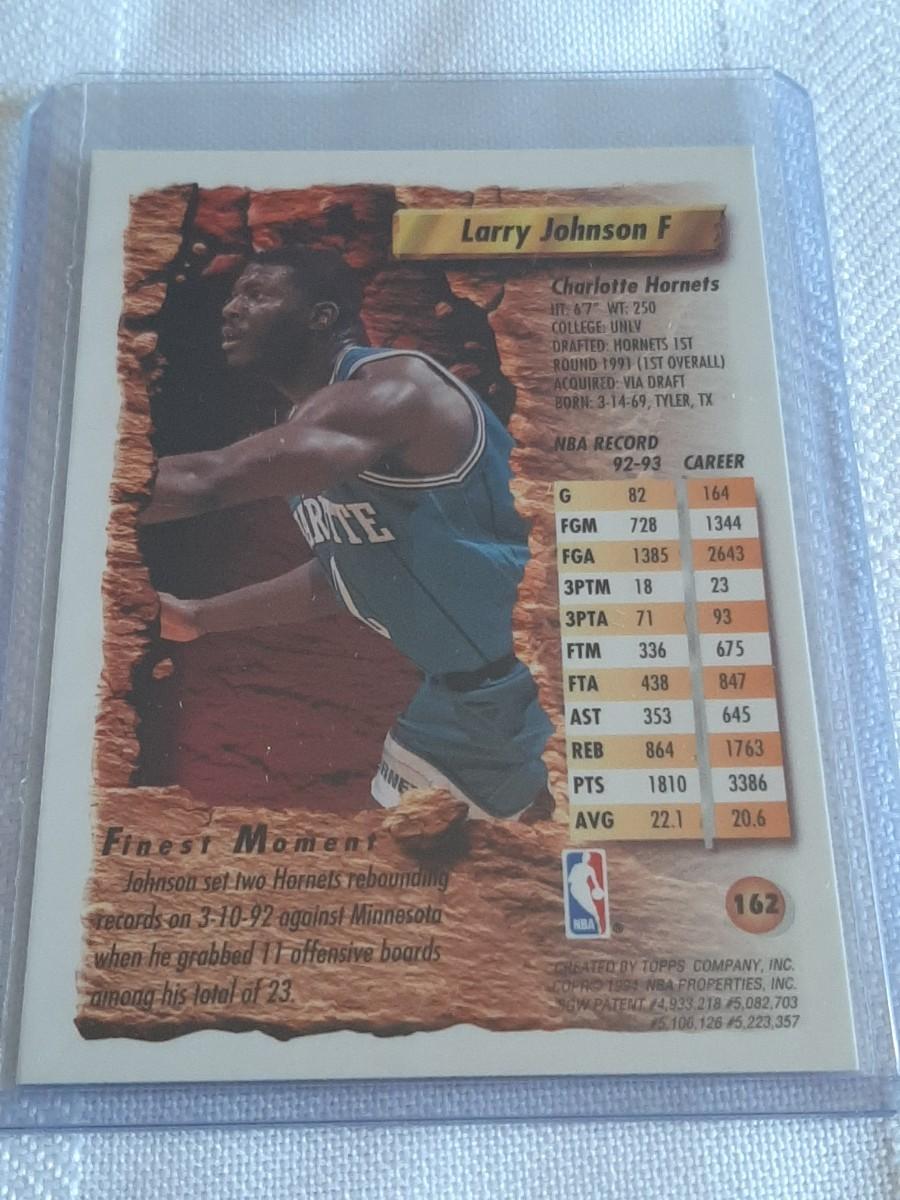 Larry Johnson F
Charlotte Hornets
HT: 6'7" WT: 250
COLLEGE: UNLV
DRAFTED: HORNETS 1ST
ROUND 1991 (1ST OVERALL)
ACQUIRED: VIA DRAFT
BORN: 3-14-69, TYLER, TX
NBA RECORD
92-93 CAREER
G 82 164
FGM 728 1344
FGA 1385 2643
3PTM 18 23
3PTA 71 93
FTM 336 675
FTA 438 847
AST 353 645
REB 864 1763
PTS 1810 3386
AVG 22.1 20.6
Finest Moment
Johnson set two Hornets rebounding
records on 3-10-92 against Minnesota
when he grabbed 11 offensive boards
among his total of 23.
NBA ®
162
CREATED BY TOPPS COMPANY, INC.
COPR© 1994 NBA PROPERTIES, INC.
PATENT #4,933,218 #5,082,703
#5,106,126 #5,223,357